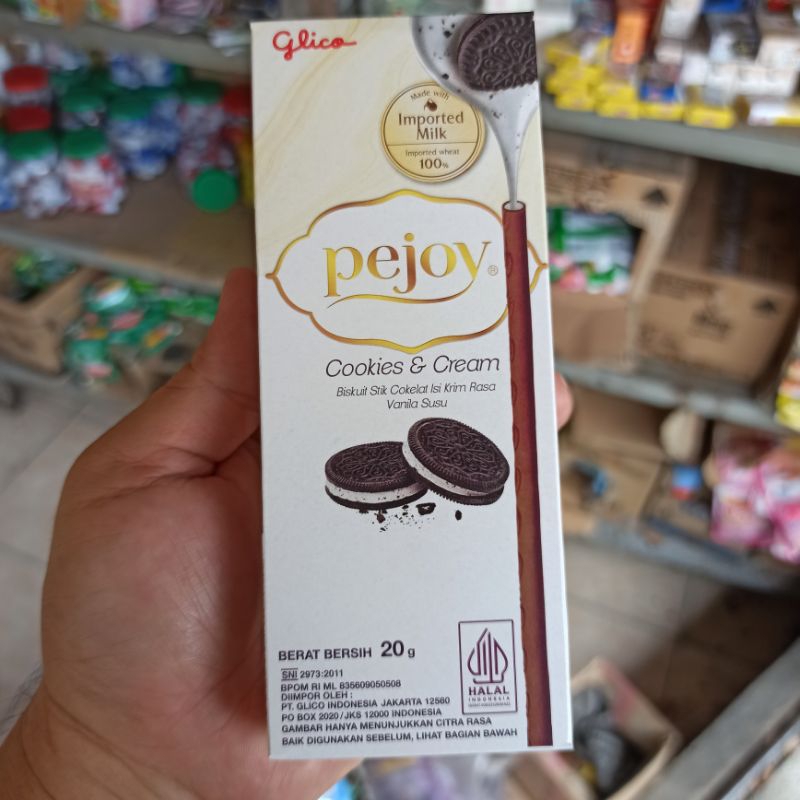 Glico
Made with
Imported
Milk
Imported wheat
100%
pejoy®
Cookies & Cream
Biskuit Stik Cokelat Isi Krim Rasa
Vanila Susu
BERAT BERSIH 20 g
SNI 2973:2011
BPOM RI ML 835609050508
DIIMPOR OLEH :
PT. GLICO INDONESIA JAKARTA 12560
PO BOX 2020/JKS 12000 INDONESIA
GAMBAR HANYA MENUNJUKKAN CITRA RASA
BAIK DIGUNAKAN SEBELUM, LIHAT BAGIAN BAWAH
HALAL
INDONESIA